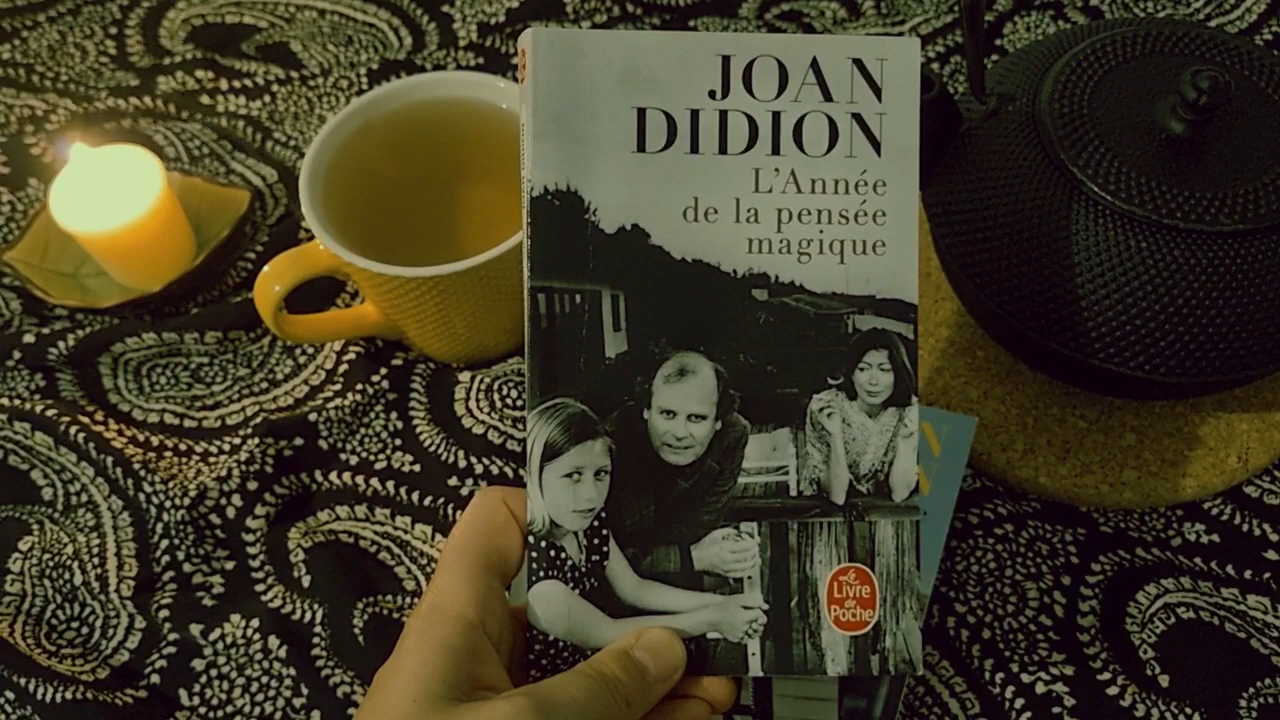 JOAN
DIDION
L'Année
de la pensée
magique
Le
Livre
de
Poche
N
N